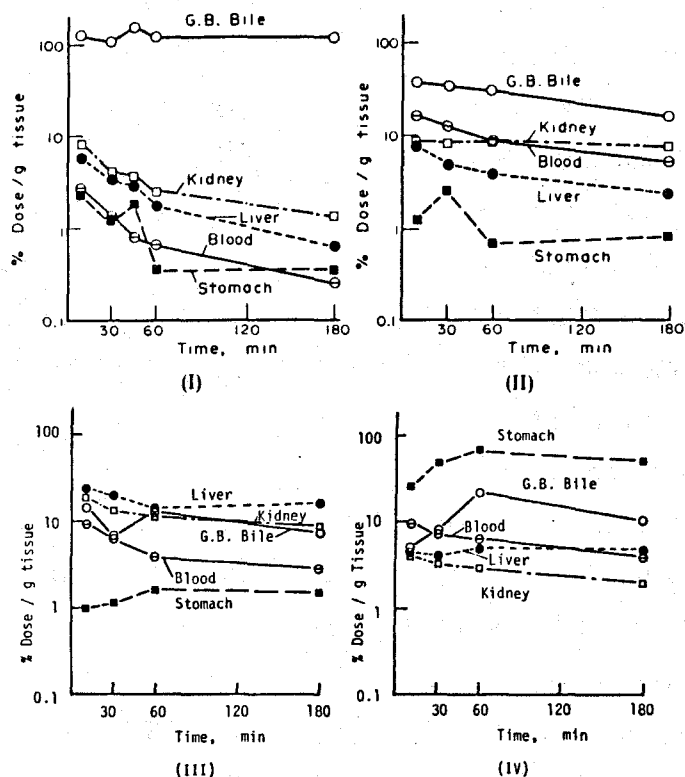 G.B. Bile
100
10
1
0.1
% Dose / g tissue
Kidney
Liver
Blood
Stomach
30
60
120
180
Time, min
(I)
100
10
1
0.1
% Dose / g tissue
G.B. Bile
Kidney
Blood
Liver
Stomach
30
60
120
180
Time, min
(II)
100
10
1
0.1
% Dose / g tissue
Liver
Kidney
G.B. Bile
Blood
Stomach
30
60
120
180
Time, min
(III)
100
10
1
0.1
% Dose / g Tissue
Stomach
G.B. Bile
Blood
Liver
Kidney
30
60
120
180
Time, min
(IV)